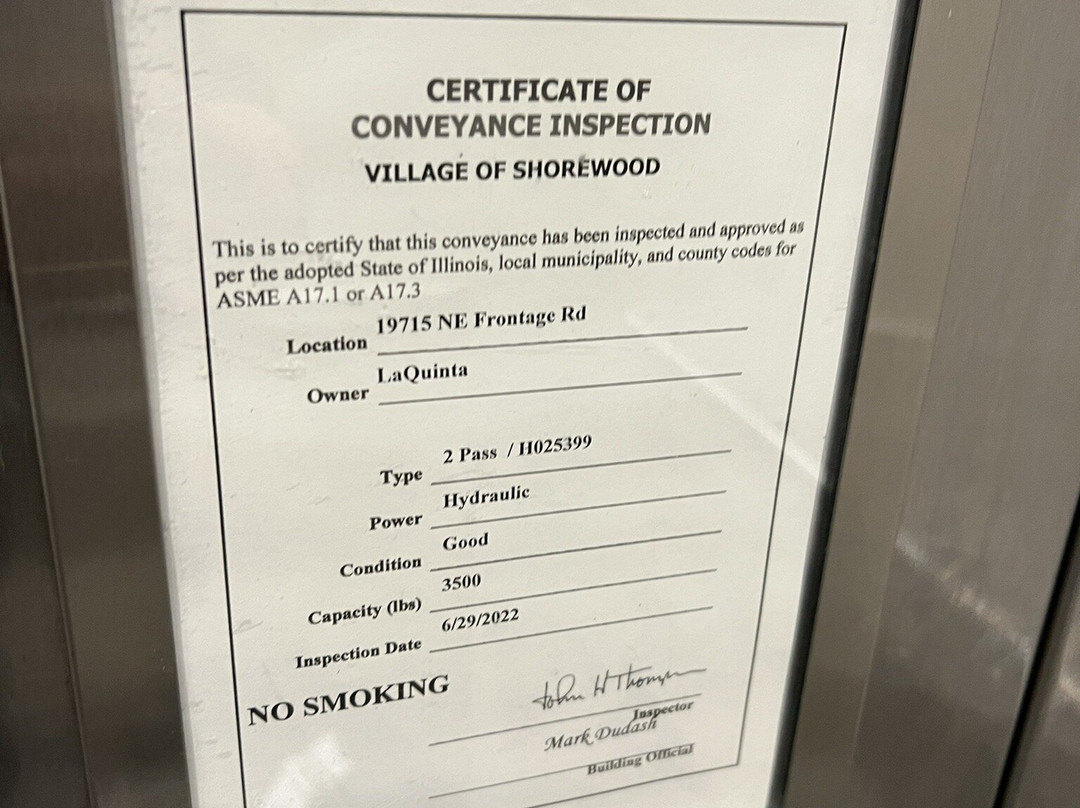 CERTIFICATE OF
CONVEYANCE INSPECTION
VILLAGE OF SHOREWOOD
This is to certify that this conveyance has been inspected and approved as
per the adopted State of Illinois, local municipality, and county codes for
ASME A17.1 or A17.3
Location 19715 NE Frontage Rd
Owner LaQuinta
Type 2 Pass / H025399
Power Hydraulic
Condition Good
Capacity (lbs) 3500
Inspection Date 6/29/2022
NO SMOKING
John H Thompson
Inspector
Mark Dudash
Building Official